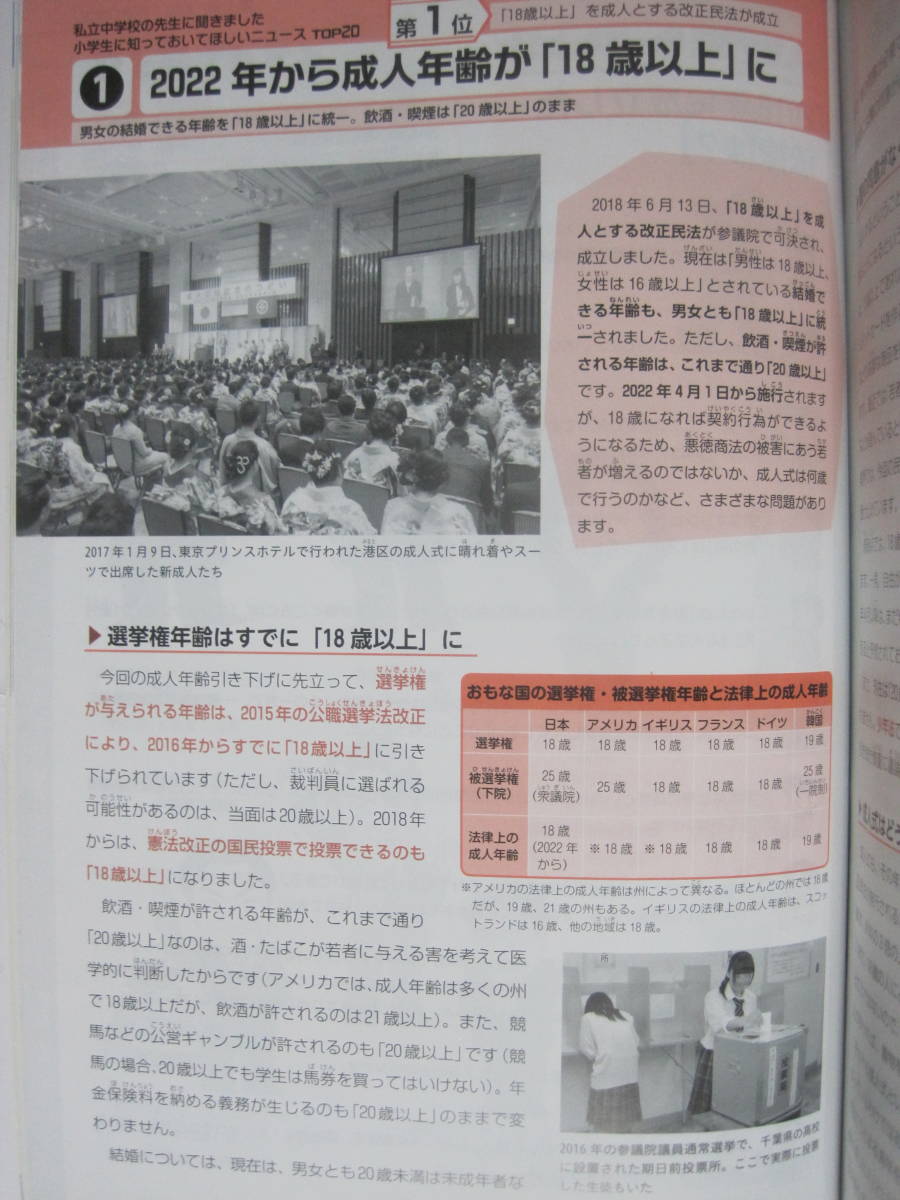 私立中学校の先生に聞きました
小学生に知っておいてほしいニュース TOP20
第1位
「18歳以上」を成人とする改正民法が成立
1
2022年から成人年齢が「18歳以上」に
男女の結婚できる年齢を「18歳以上」に統一。飲酒・喫煙は「20歳以上」のまま
2018年6月13日、「18歳以上」を成
人とする改正民法が参議院で可決され、
成立しました。現在は「男性は18歳以上、
女性は16歳以上」とされている結婚で
きる年齢も、男女とも「18歳以上」に統
一されました。ただし、飲酒・喫煙が許
される年齢は、これまで通り「20歳以上」
です。2022年4月1日から施行されます
が、18歳になれば契約行為ができるよ
うになるため、悪徳商法の被害にあう若
者が増えるのではないか、成人式は何歳
で行うのかなど、さまざまな問題があり
ます。
2017年1月9日、東京プリンスホテルで行われた港区の成人式に晴れ着やスー
ツで出席した新成人たち
▶選挙権年齢はすでに「18歳以上」に
今回の成人年齢引き下げに先立って、選挙権
が与えられる年齢は、2015年の公職選挙法改正
により、2016年からすでに「18歳以上」に引き
下げられています(ただし、裁判員に選ばれる
可能性があるのは、当面は20歳以上)。2018年
からは、憲法改正の国民投票で投票できるのも
「18歳以上」になりました。
飲酒・喫煙が許される年齢が、これまで通り
「20歳以上」なのは、酒・たばこが若者に与える害を考えて医
学的に判断したからです(アメリカでは、成人年齢は多くの州
で18歳以上だが、飲酒が許されるのは21歳以上)。また、競
馬などの公営ギャンブルが許されるのも「20歳以上」です(競
馬の場合、20歳以上でも学生は馬券を買ってはいけない)。年
金保険料を納める義務が生じるのも「20歳以上」のままで変
わりません。
結婚については、現在は、男女とも20歳未満は未成年者な
おもな国の選挙権・被選挙権年齢と法律上の成人年齢
日本 アメリカ イギリス フランス ドイツ 韓国
選挙権 18歳 18歳 18歳 18歳 18歳 19歳
被選挙権(下院) 25歳(衆議院) 25歳 18歳 18歳 18歳 25歳(一院制)
法律上の成人年齢 18歳(2022年から) ※18歳 ※18歳 18歳 18歳 19歳
※アメリカの法律上の成人年齢は州によって異なる。ほとんどの州では18歳
だが、19歳、21歳の州もある。イギリスの法律上の成人年齢は、スコッ
トランドは16歳、他の地域は18歳。
所
2016年の参議院議員通常選挙で、千葉県の高校
に設置された期日前投票所。ここで実際に投票
した生徒もいた